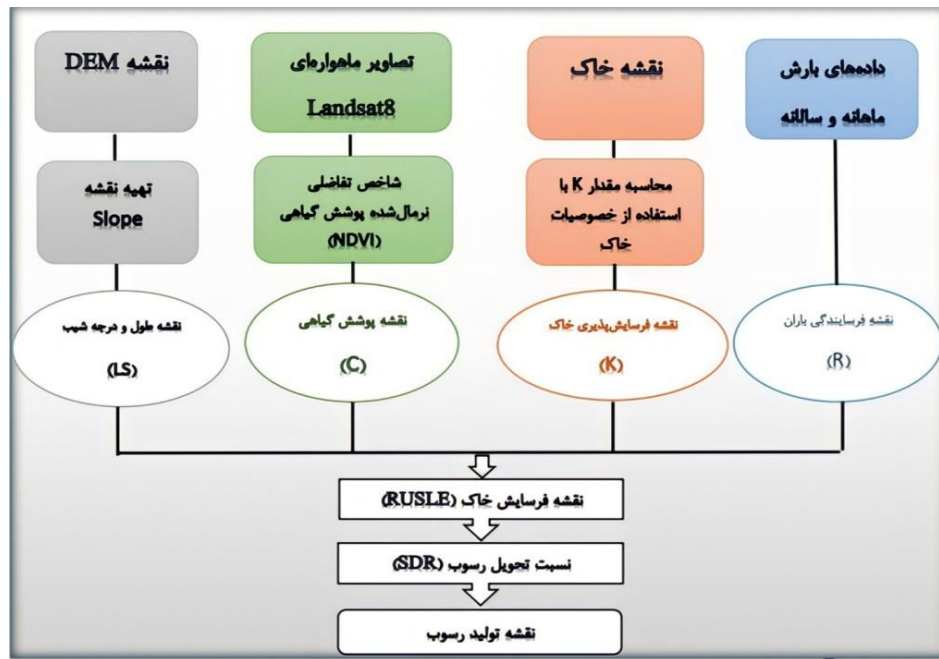 داده‌های بارش
ماهانه و سالانه
نقشه خاک
تصاویر ماهواره‌ای
Landsat8
نقشه DEM
محاسبه مقدار K با
استفاده از خصوصیات
خاک
شاخص تفاضلی
نرمال‌شده پوشش گیاهی
(NDVI)
تهیه نقشه
Slope
نقشه فرسایندگی باران
(R)
نقشه فرسایش‌پذیری خاک
(K)
نقشه پوشش گیاهی
(C)
نقشه طول و درجه شیب
(LS)
نقشه فرسایش خاک (RUSLE)
نسبت تحویل رسوب (SDR)
نقشه تولید رسوب